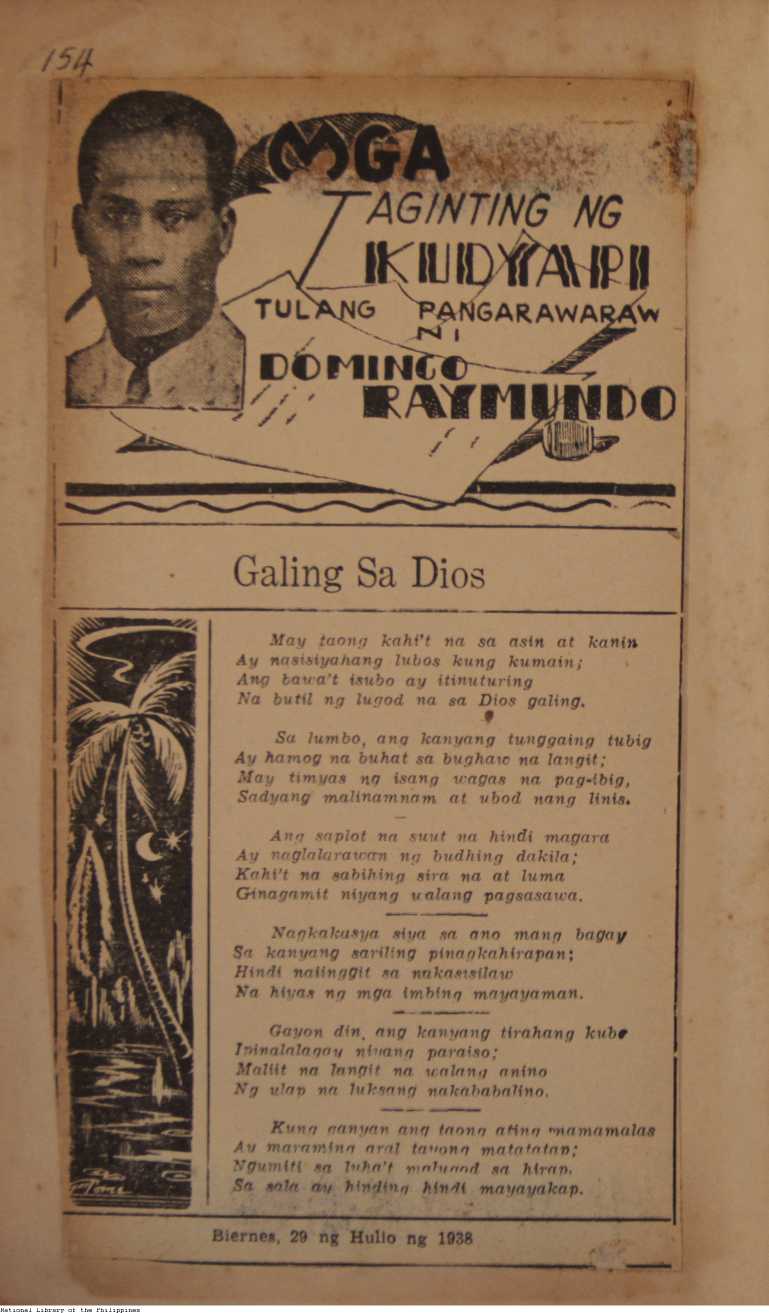 154
MGA
TAGINTING NG
KUDYAPI
TULANG PANGARAWARAW
NI
DOMINGO
RAYMUNDO
Galing Sa Dios
May taong kahi't na sa asin at kanin
Ay nasisiyahang lubos kung kumain;
Ang bawa't isubo ay itinuturing
Na butil ng lugod na sa Dios galing.
Sa lumbo, ang kanyang tunggaing tubig
Ay hamog na buhat sa bughaw na langit;
May timyas ng isang wagas na pag-ibig,
Sadyang malinamnam at ubod nang linis.
Ang saplot na suut na hindi magara
Ay naglalarawan ng budhing dakila;
Kahi't na sabihing sira na at luma
Ginagamit niyang walang pagsasawa.
Nagkakasya siya sa ano mang bagay
Sa kanyang sariling pinagkahirapan;
Hindi naiinggit sa nakasisilaw
Na hiyas ng mga imbing mayayaman.
Gayon din, ang kanyang tirahang kubo
Ipinalalagay niyang paraiso;
Maliit na langit na walang anino
Ng ulap na luksang nakababalino.
Kung ganyan ang taong ating mamamalas
Ay maraming aral tayong matatatap;
Ngumiti sa luha't malugod sa hirap,
Sa sala ay hinding hindi mayayakap.
Biernes, 29 ng Hulio ng 1938
National Library of the Philippines